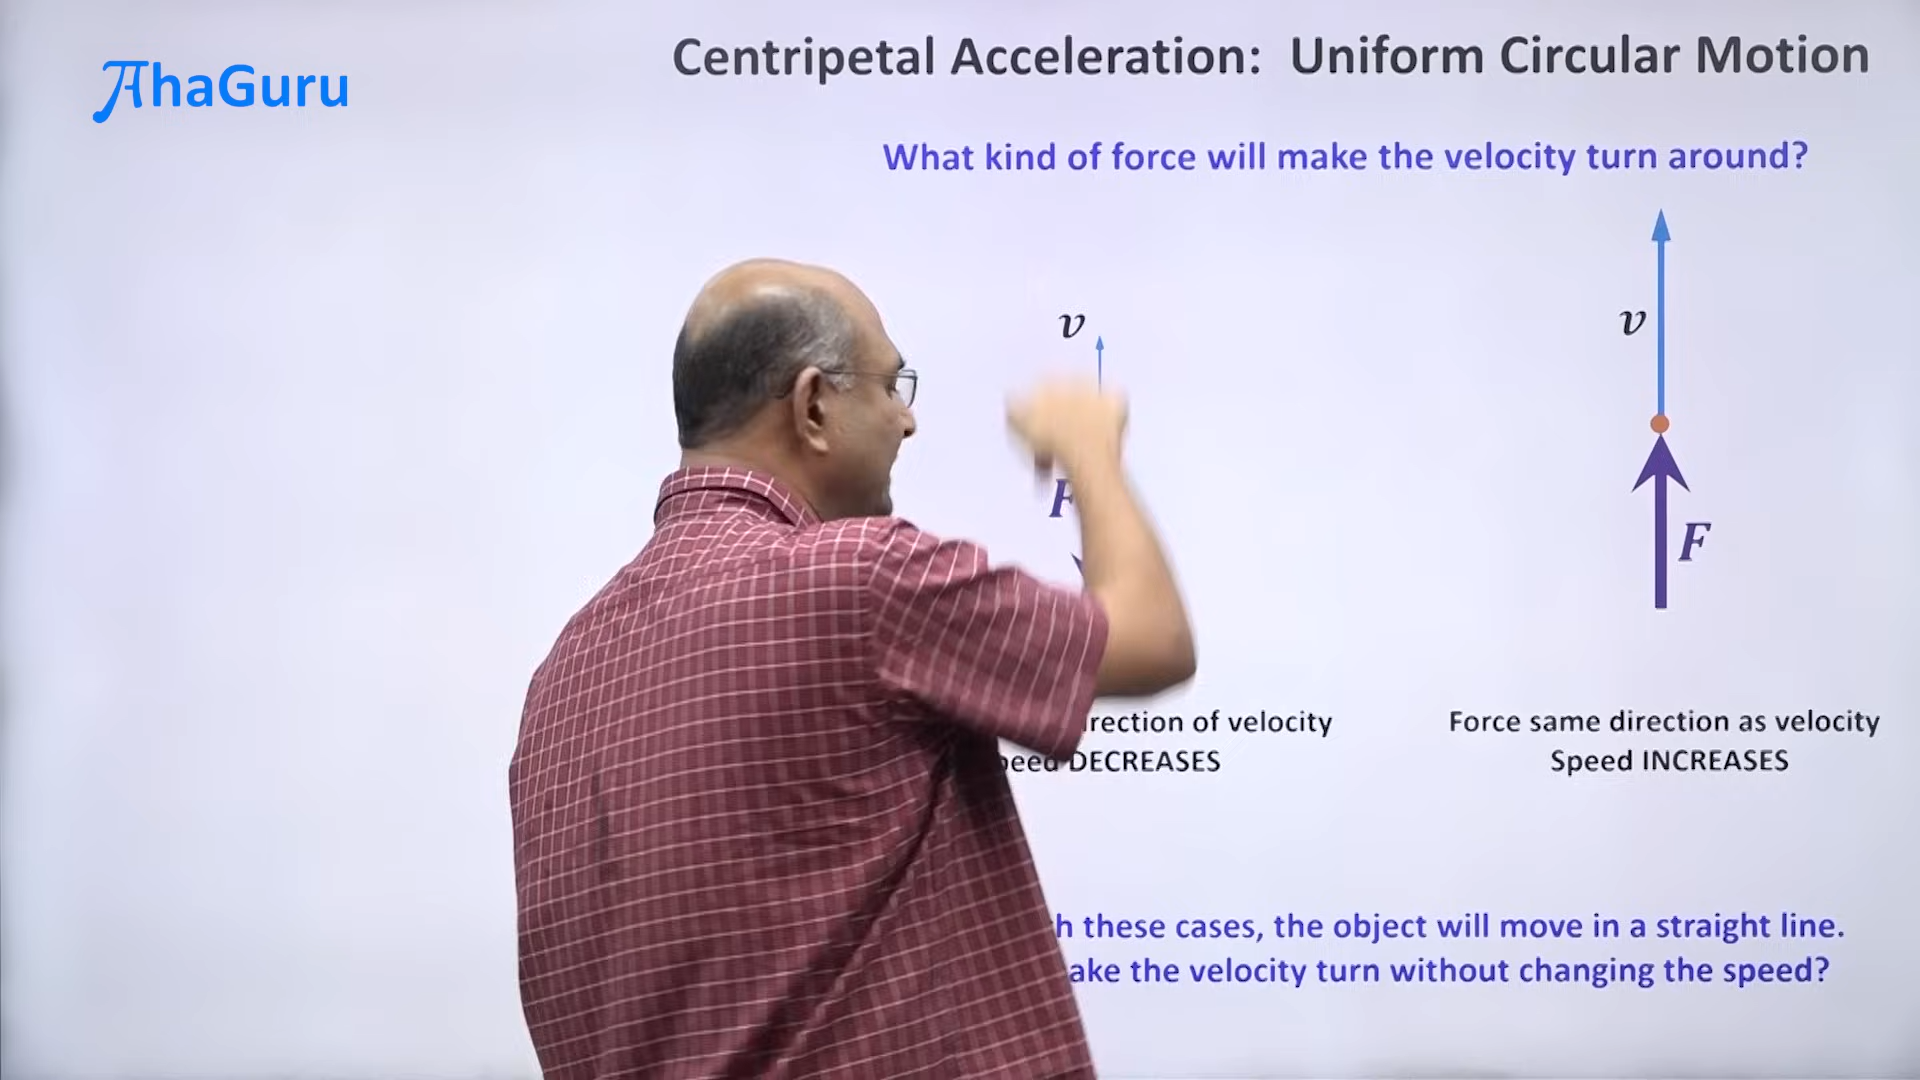 AhaGuru
Centripetal Acceleration: Uniform Circular Motion
What kind of force will make the velocity turn around?
v
v
F
F
of velocity
DECREASES
Force same direction as velocity
Speed INCREASES
these cases, the object will move in a straight line.
the velocity turn without changing the speed?